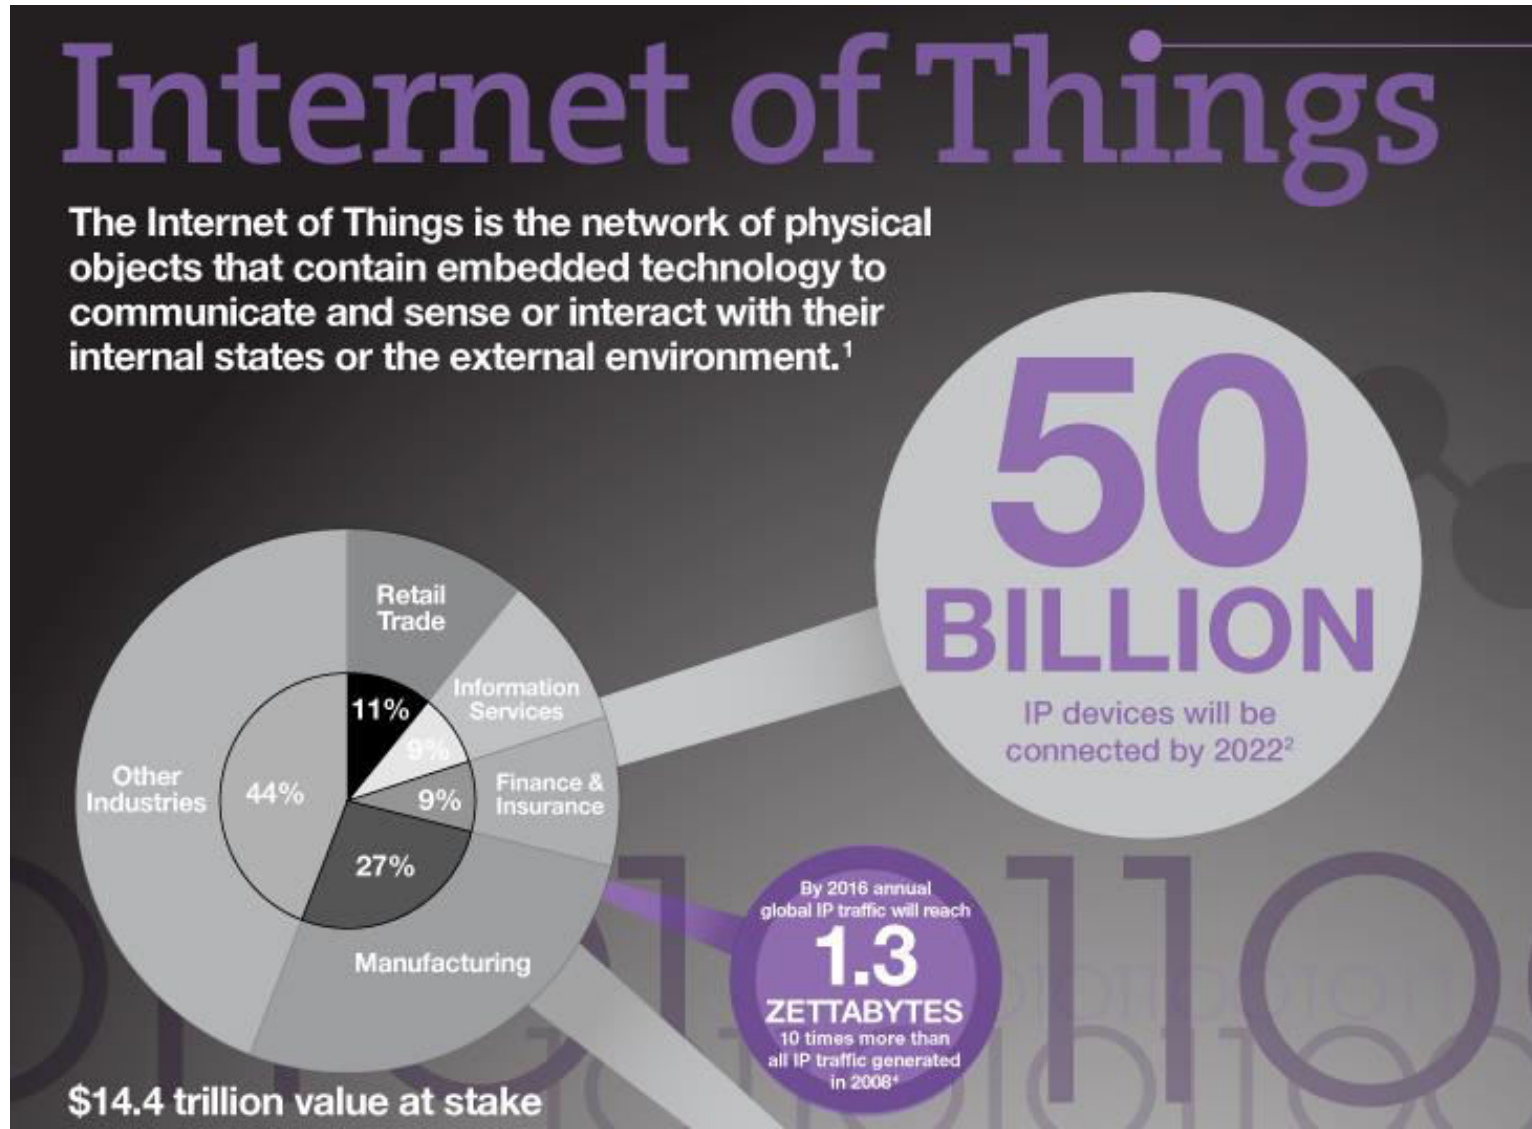 Internet of Things
The Internet of Things is the network of physical
objects that contain embedded technology to
communicate and sense or interact with their
internal states or the external environment.¹
50
BILLION
IP devices will be
connected by 2022²
Retail
Trade
11%
Information
Services
9%
Finance &
Insurance
9%
Other
Industries
44%
27%
Manufacturing
By 2016 annual
global IP traffic will reach
1.3
ZETTABYTES
10 times more than
all IP traffic generated
in 2008⁴
$14.4 trillion value at stake